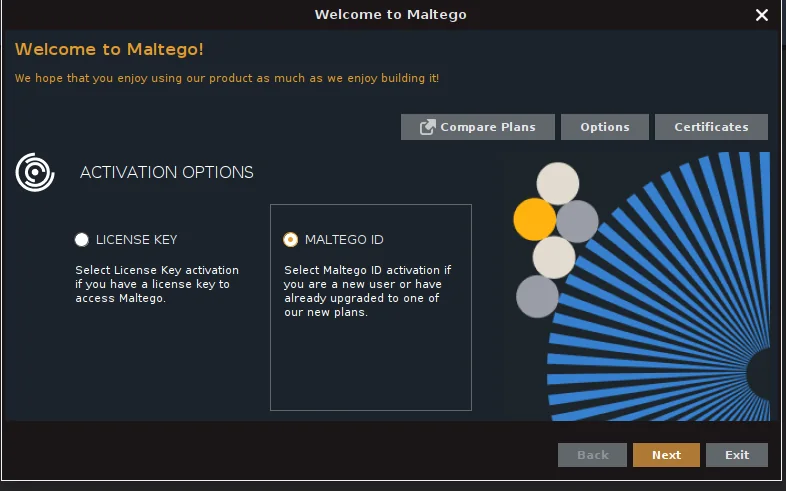 Welcome to Maltego
Welcome to Maltego!
We hope that you enjoy using our product as much as we enjoy building it!
Compare Plans
Options
Certificates
ACTIVATION OPTIONS
LICENSE KEY
Select License Key activation
if you have a license key to
access Maltego.
MALTEGO ID
Select Maltego ID activation if
you are a new user or have
already upgraded to one of
our new plans.
Back
Next
Exit